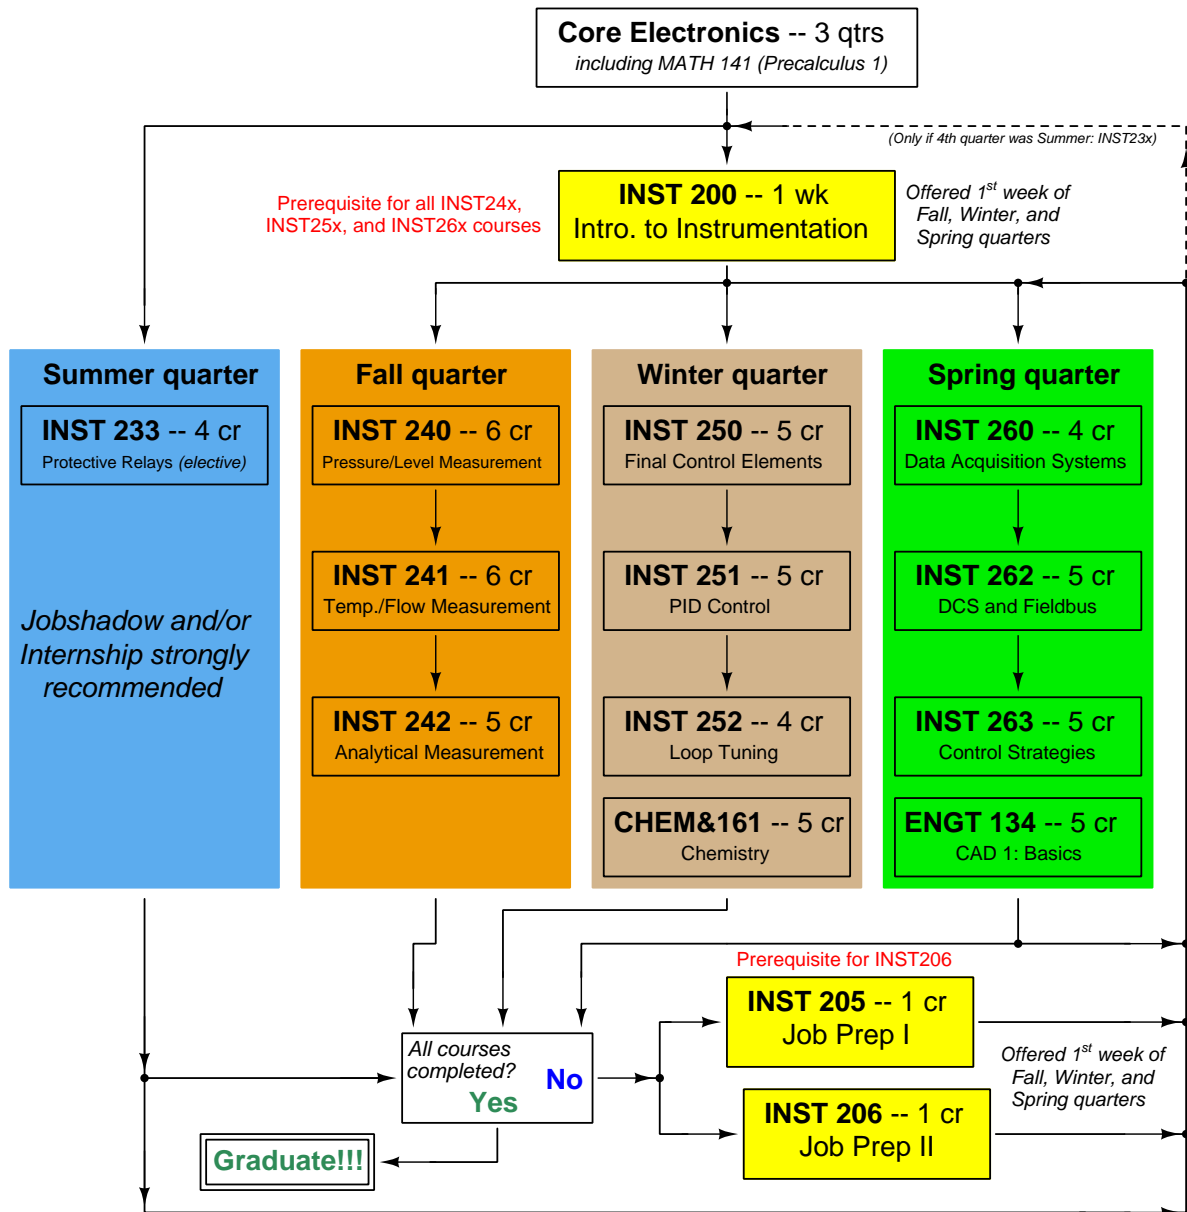 Core Electronics -- 3 qtrs
including MATH 141 (Precalculus 1)
(Only if 4th quarter was Summer: INST23x)
Prerequisite for all INST24x,
INST25x, and INST26x courses
INST 200 -- 1 wk
Intro. to Instrumentation
Offered 1st week of
Fall, Winter, and
Spring quarters
Summer quarter
INST 233 -- 4 cr
Protective Relays (elective)
Jobshadow and/or
Internship strongly
recommended
Fall quarter
INST 240 -- 6 cr
Pressure/Level Measurement
INST 241 -- 6 cr
Temp./Flow Measurement
INST 242 -- 5 cr
Analytical Measurement
Winter quarter
INST 250 -- 5 cr
Final Control Elements
INST 251 -- 5 cr
PID Control
INST 252 -- 4 cr
Loop Tuning
CHEM&161 -- 5 cr
Chemistry
Spring quarter
INST 260 -- 4 cr
Data Acquisition Systems
INST 262 -- 5 cr
DCS and Fieldbus
INST 263 -- 5 cr
Control Strategies
ENGT 134 -- 5 cr
CAD 1: Basics
Prerequisite for INST206
INST 205 -- 1 cr
Job Prep I
All courses
completed?
No
Yes
Offered 1st week of
Fall, Winter, and
Spring quarters
INST 206 -- 1 cr
Job Prep II
Graduate!!!